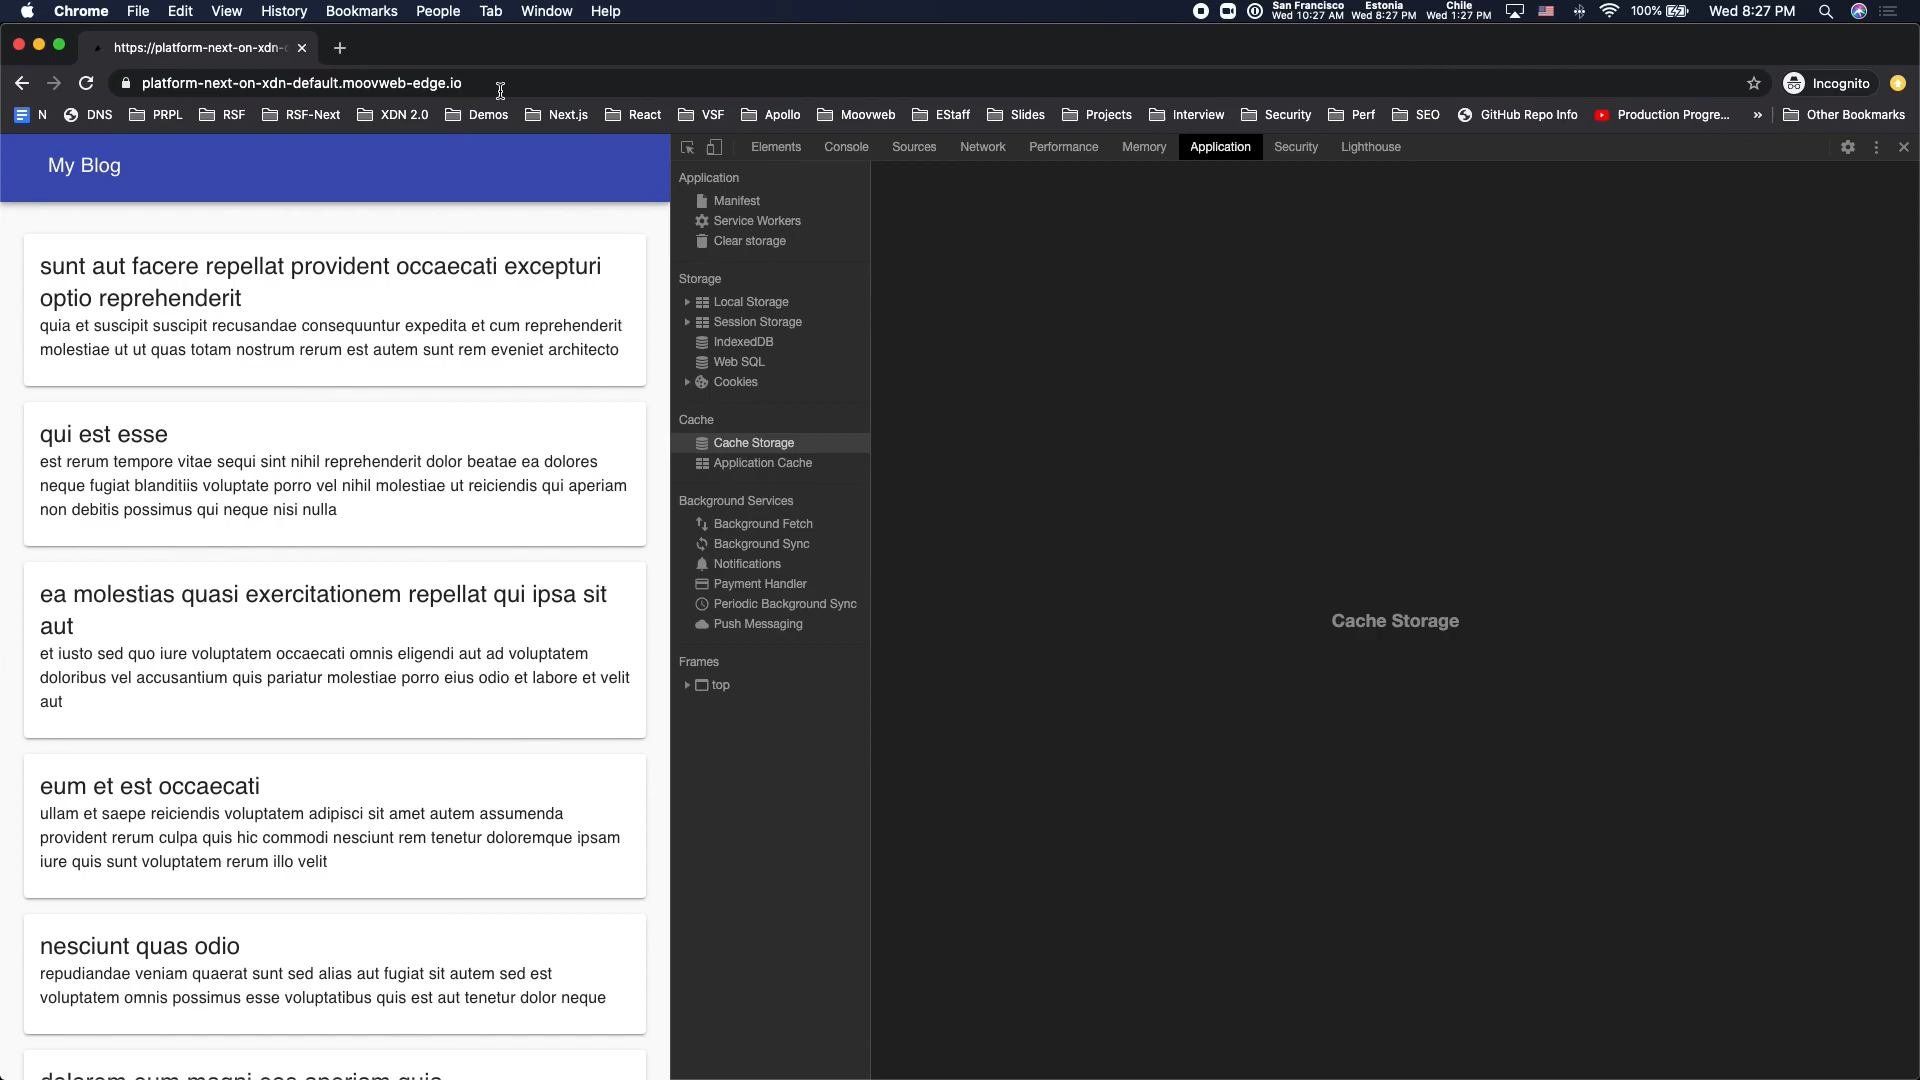 Chrome File Edit View History Bookmarks People Tab Window Help
San Francisco Estonia Chile
Wed 10:27 AM Wed 8:27 PM Wed 1:27 PM
100% Wed 8:27 PM
https://platform-next-on-xdn-
platform-next-on-xdn-default.moovweb-edge.io
Incognito
N DNS PRPL RSF RSF-Next XDN 2.0 Demos Next.js React VSF Apollo Moovweb EStaff Slides Projects Interview Security Perf SEO GitHub Repo Info Production Progre... » Other Bookmarks
My Blog
sunt aut facere repellat provident occaecati excepturi
optio reprehenderit
quia et suscipit suscipit recusandae consequuntur expedita et cum reprehenderit
molestiae ut ut quas totam nostrum rerum est autem sunt rem eveniet architecto
qui est esse
est rerum tempore vitae sequi sint nihil reprehenderit dolor beatae ea dolores
neque fugiat blanditiis voluptate porro vel nihil molestiae ut reiciendis qui aperiam
non debitis possimus qui neque nisi nulla
ea molestias quasi exercitationem repellat qui ipsa sit
aut
et iusto sed quo iure voluptatem occaecati omnis eligendi aut ad voluptatem
doloribus vel accusantium quis pariatur molestiae porro eius odio et labore et velit
aut
eum et est occaecati
ullam et saepe reiciendis voluptatem adipisci sit amet autem assumenda
provident rerum culpa quis hic commodi nesciunt rem tenetur doloremque ipsam
iure quis sunt voluptatem rerum illo velit
nesciunt quas odio
repudiandae veniam quaerat sunt sed alias aut fugiat sit autem sed est
voluptatem omnis possimus esse voluptatibus quis est aut tenetur dolor neque
dolorem eum magni eos aperiam quia
Elements Console Sources Network Performance Memory Application Security Lighthouse
Application
Manifest
Service Workers
Clear storage
Storage
Local Storage
Session Storage
IndexedDB
Web SQL
Cookies
Cache
Cache Storage
Application Cache
Background Services
Background Fetch
Background Sync
Notifications
Payment Handler
Periodic Background Sync
Push Messaging
Frames
top
Cache Storage